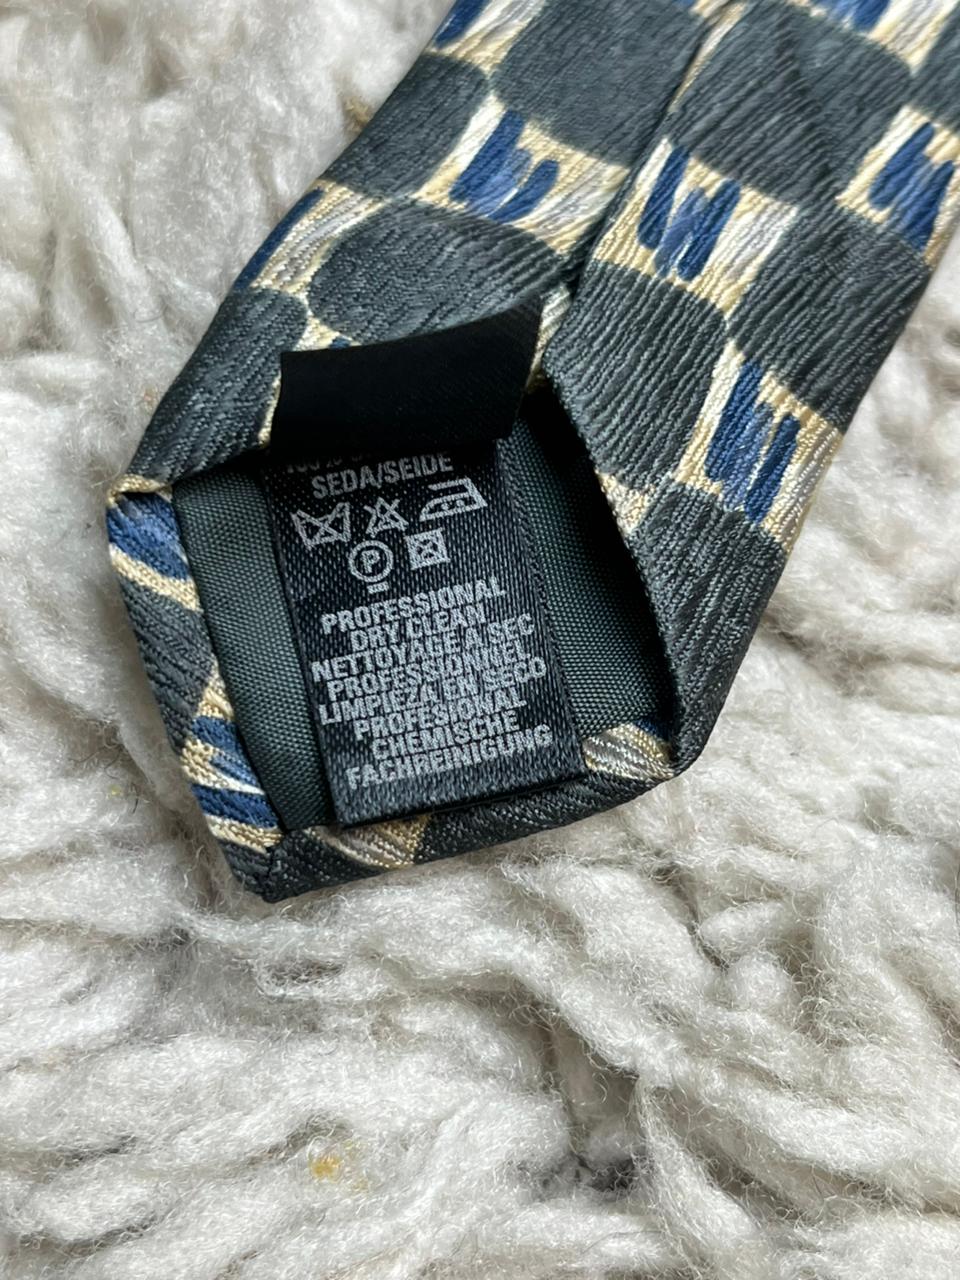 SEDA/SEIDE
P
PROFESSIONAL
DRY CLEAN
NETTOYAGE A SEC
PROFESSIONNEL
LIMPIEZA EN SECO
PROFESIONAL
CHEMISCHE
FACHREINIGUNG